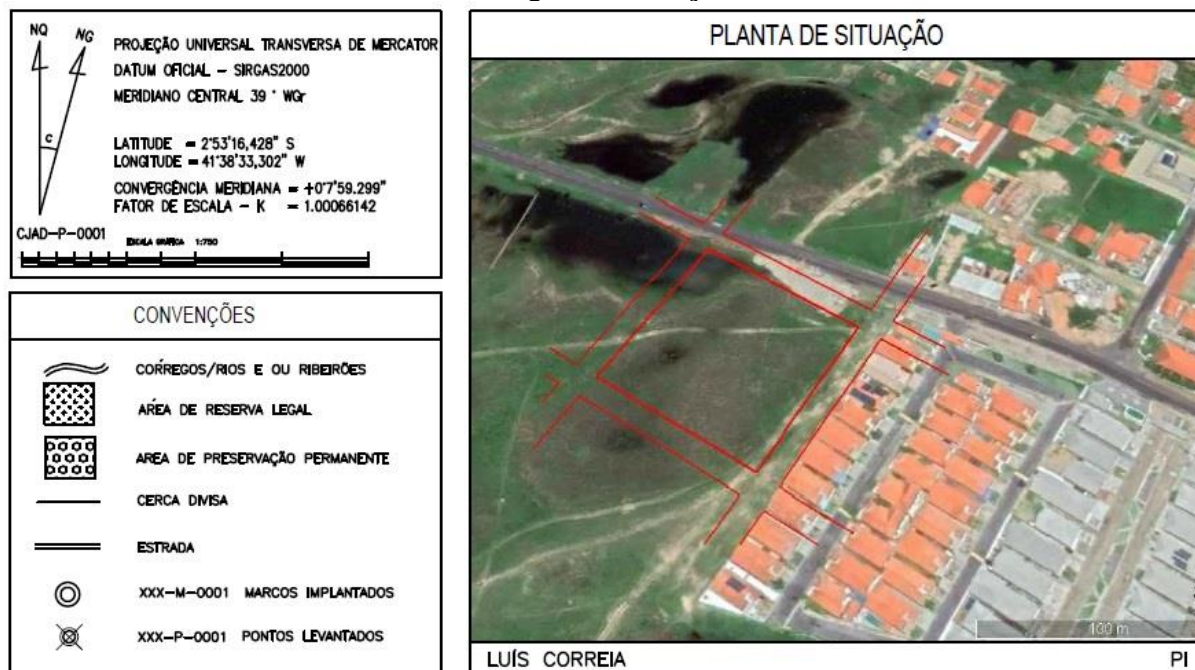 NQ
NG
C
PROJEÇÃO UNIVERSAL TRANSVERSA DE MERCATOR
DATUM OFICIAL – SIRGAS2000
MERIDIANO CENTRAL 39 ° WGr
LATITUDE = 2°53'16,428" S
LONGITUDE = 41°38'33,302" W
CONVERGÊNCIA MERIDIANA = +0°7'59.299"
FATOR DE ESCALA – K = 1.00066142
CJAD-P-0001
ESCALA GRÁFICA 1:750
CONVENÇÕES
CÓRREGOS/RIOS E OU RIBEIRÕES
ÁREA DE RESERVA LEGAL
AREA DE PRESERVAÇÃO PERMANENTE
CERCA DIVISA
ESTRADA
XXX-M-0001 MARCOS IMPLANTADOS
XXX-P-0001 PONTOS LEVANTADOS
PLANTA DE SITUAÇÃO
100 m
LUÍS CORREIA PI